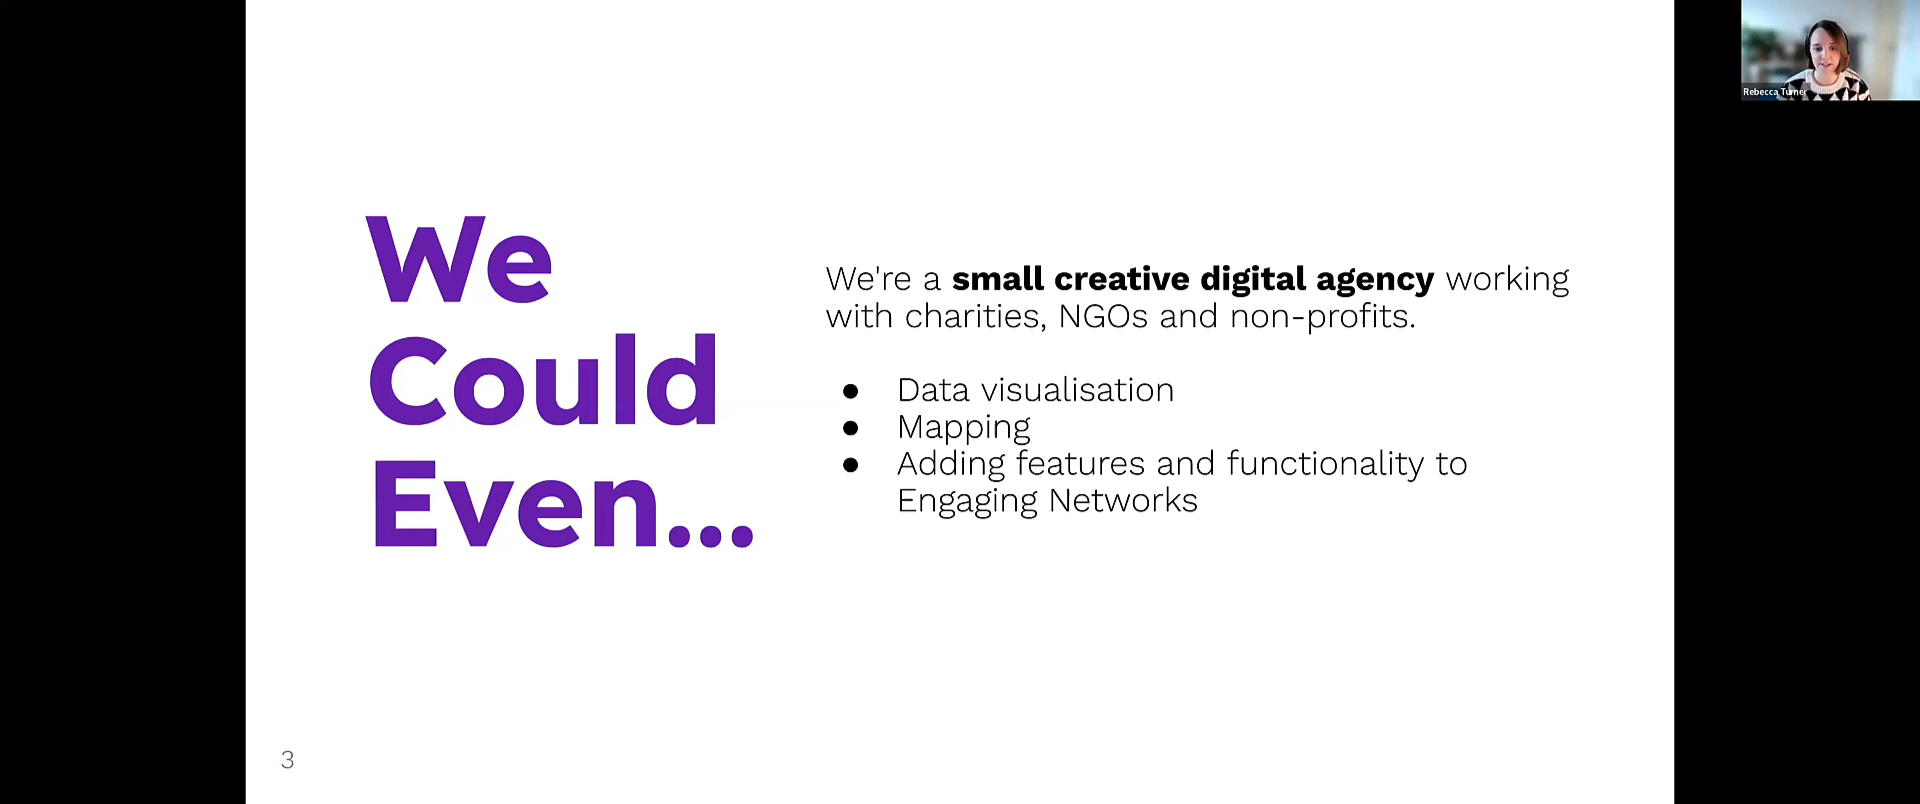 We
Could
Even...
We're a small creative digital agency working
with charities, NGOs and non-profits.
● Data visualisation
● Mapping
● Adding features and functionality to
Engaging Networks
3
Rebecca Turner